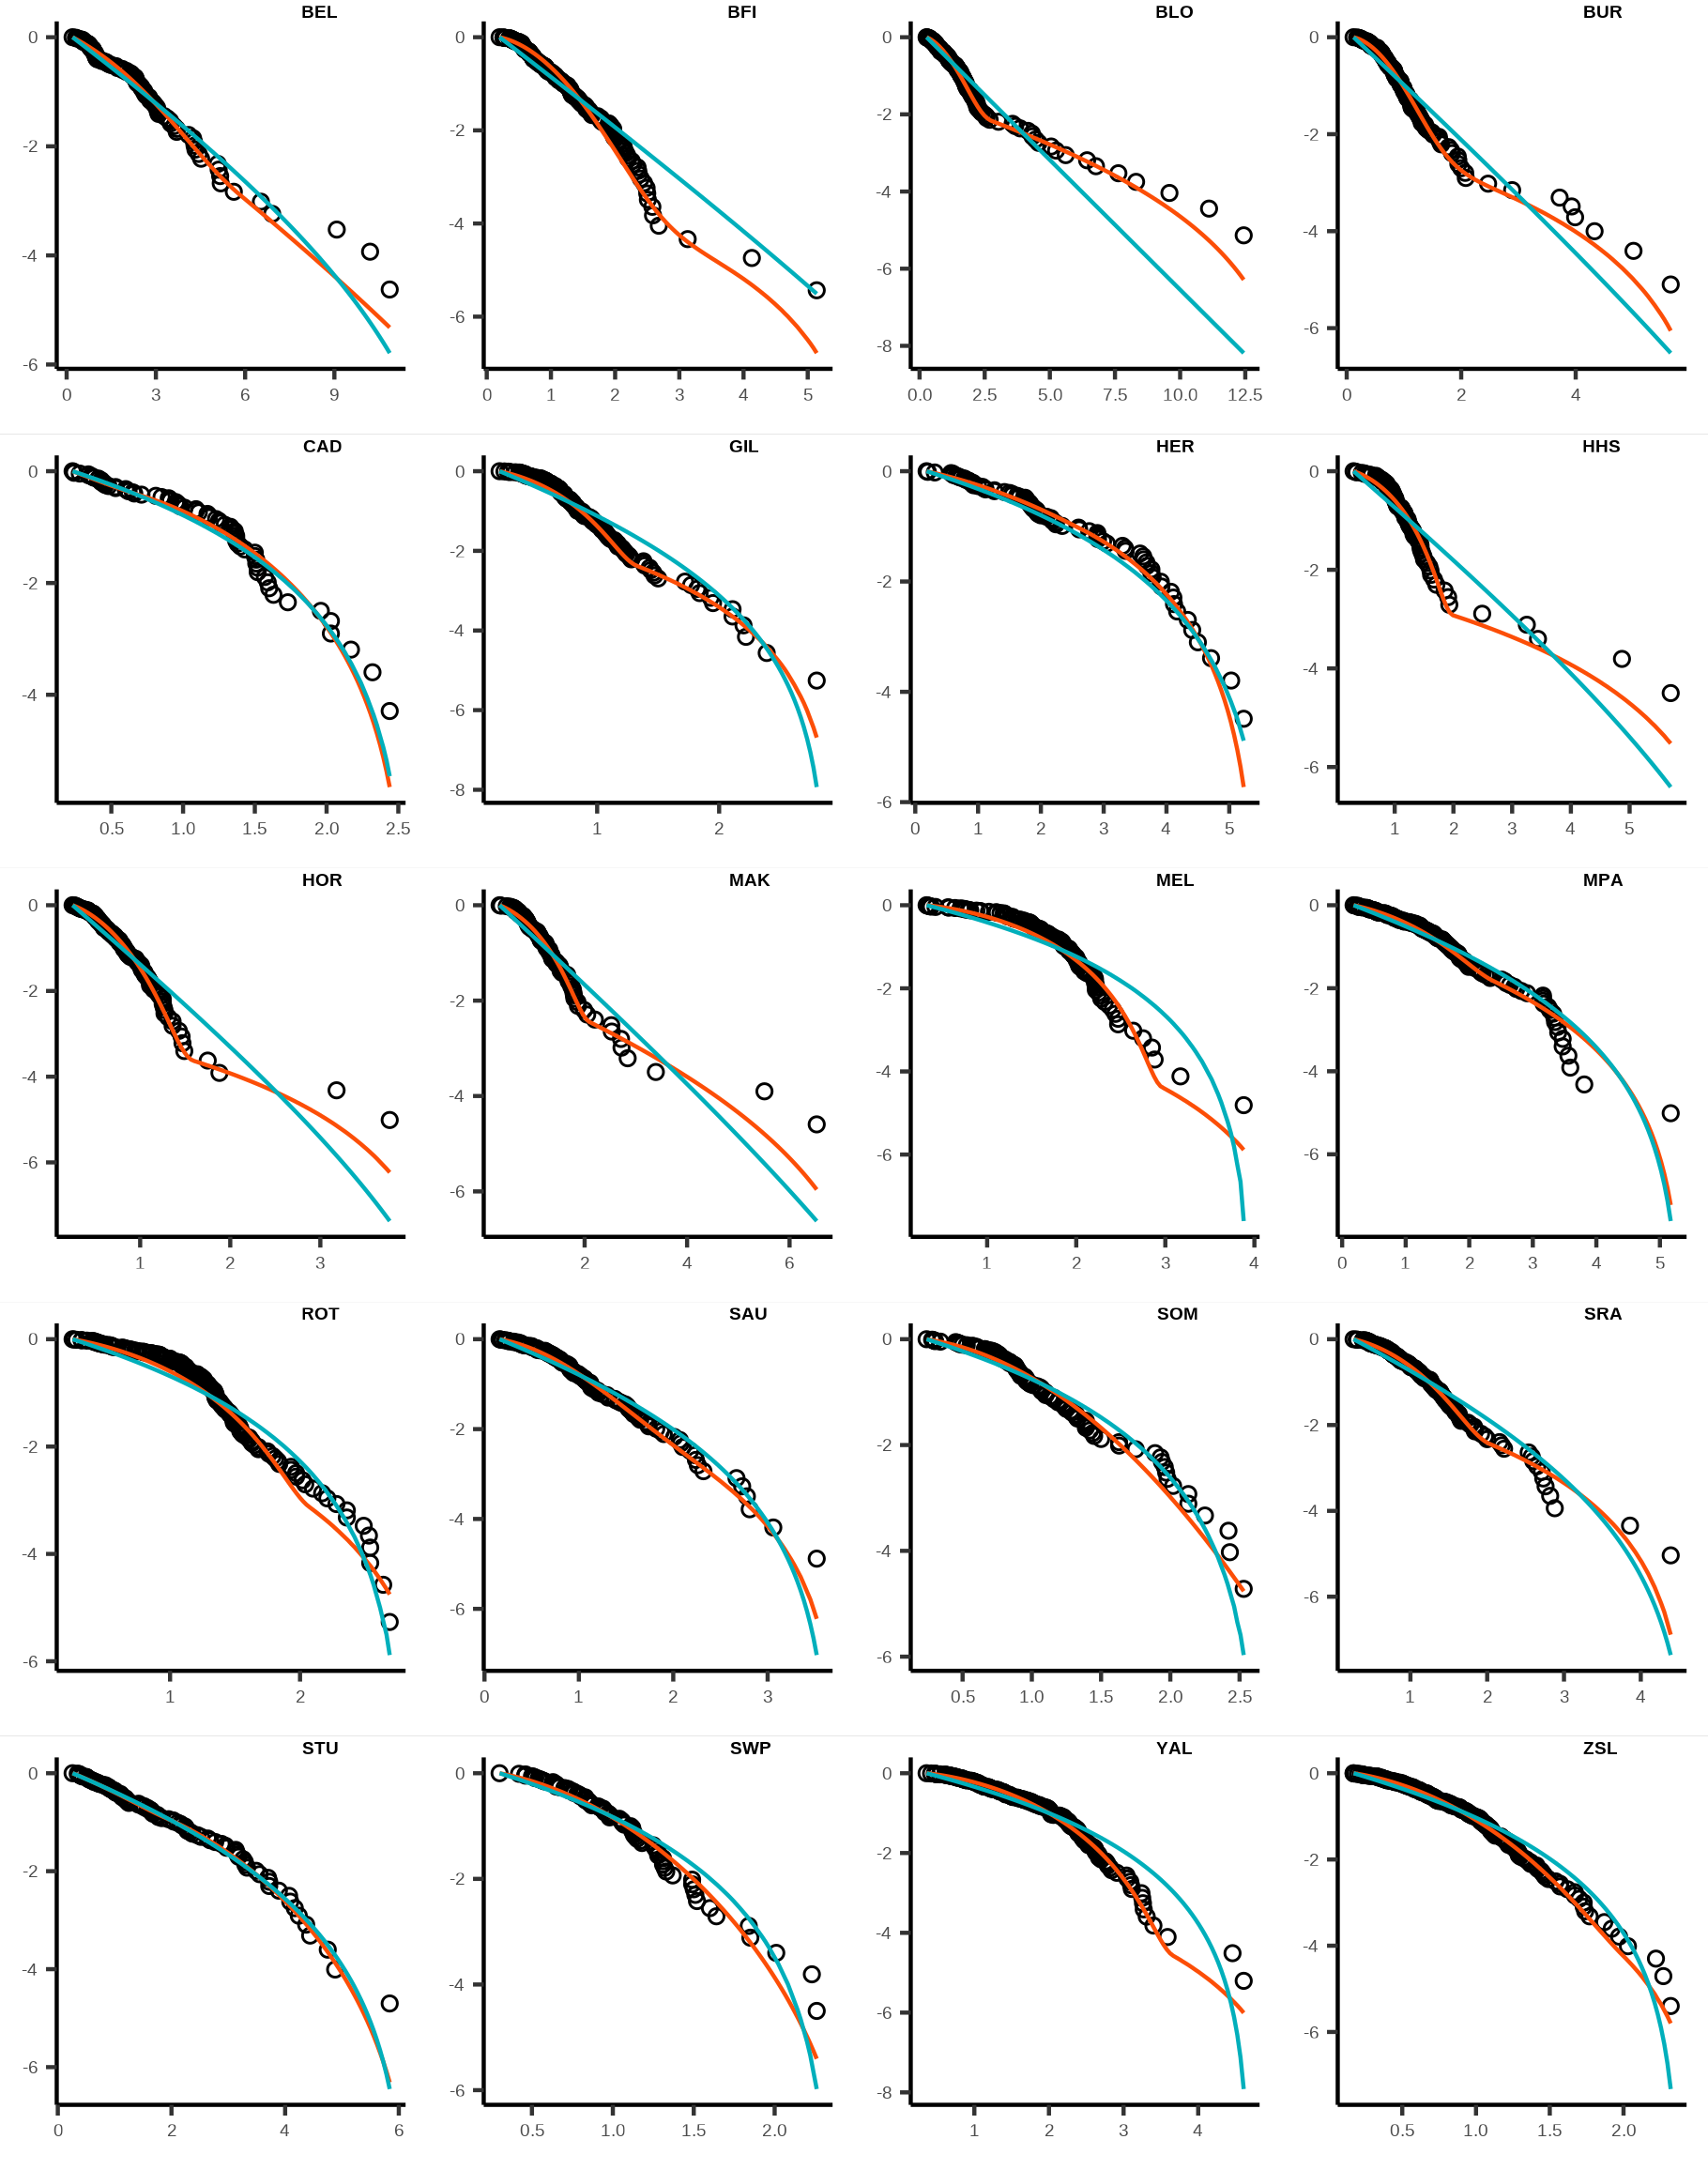 BEL BFI BLO BUR
0 0 0 0
-2 -2 -2 -2
-4 -4 -4 -4
-6 -6 -6 -6
-8
0 3 6 9 0 1 2 3 4 5 0.0 2.5 5.0 7.5 10.0 12.5 0 2 4
CAD GIL HER HHS
0 0 0 0
-2 -2 -2 -2
-4 -4 -4 -4
-6 -6 -6
-8
0.5 1.0 1.5 2.0 2.5 1 2 0 1 2 3 4 5 1 2 3 4 5
HOR MAK MEL MPA
0 0 0 0
-2 -2 -2 -2
-4 -4 -4 -4
-6 -6 -6 -6
1 2 3 2 4 6 1 2 3 4 0 1 2 3 4 5
ROT SAU SOM SRA
0 0 0 0
-2 -2 -2 -2
-4 -4 -4 -4
-6 -6 -6 -6
1 2 0 1 2 3 0.5 1.0 1.5 2.0 2.5 1 2 3 4
STU SWP YAL ZSL
0 0 0 0
-2 -2 -2 -2
-4 -4 -4 -4
-6 -6 -6 -6
-8
0 2 4 6 0.5 1.0 1.5 2.0 1 2 3 4 0.5 1.0 1.5 2.0